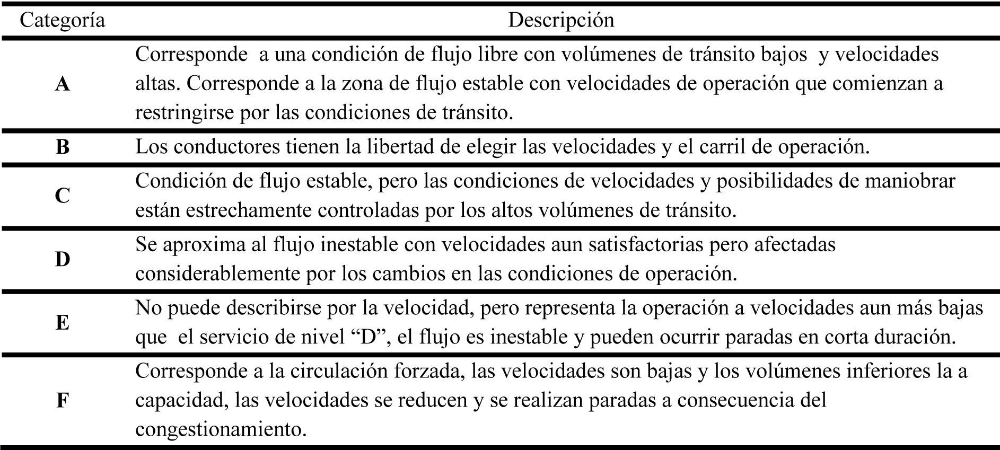 Categoría Descripción
A
Corresponde a una condición de flujo libre con volúmenes de tránsito bajos y velocidades
altas. Corresponde a la zona de flujo estable con velocidades de operación que comienzan a
restringirse por las condiciones de tránsito.
B Los conductores tienen la libertad de elegir las velocidades y el carril de operación.
C
Condición de flujo estable, pero las condiciones de velocidades y posibilidades de maniobrar
están estrechamente controladas por los altos volúmenes de tránsito.
D
Se aproxima al flujo inestable con velocidades aun satisfactorias pero afectadas
considerablemente por los cambios en las condiciones de operación.
E
No puede describirse por la velocidad, pero representa la operación a velocidades aun más bajas
que el servicio de nivel “D”, el flujo es inestable y pueden ocurrir paradas en corta duración.
F
Corresponde a la circulación forzada, las velocidades son bajas y los volúmenes inferiores la a
capacidad, las velocidades se reducen y se realizan paradas a consecuencia del
congestionamiento.